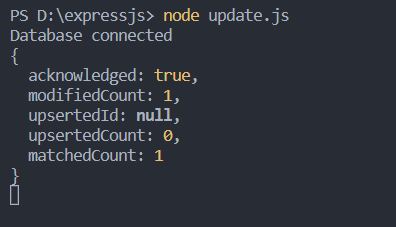 PS D:\expressjs> node update.js
Database connected
{
  acknowledged: true,
  modifiedCount: 1,
  upsertedId: null,
  upsertedCount: 0,
  matchedCount: 1
}